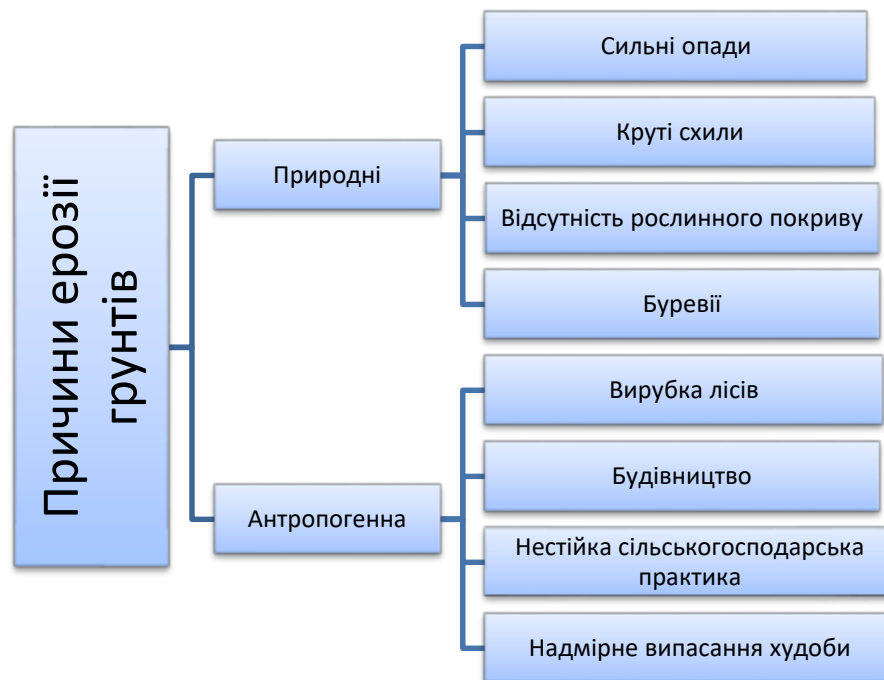 Причини ерозії
грунтів
Природні
Сильні опади
Круті схили
Відсутність рослинного покриву
Буревії
Антропогенна
Вирубка лісів
Будівництво
Нестійка сільськогосподарська
практика
Надмірне випасання худоби